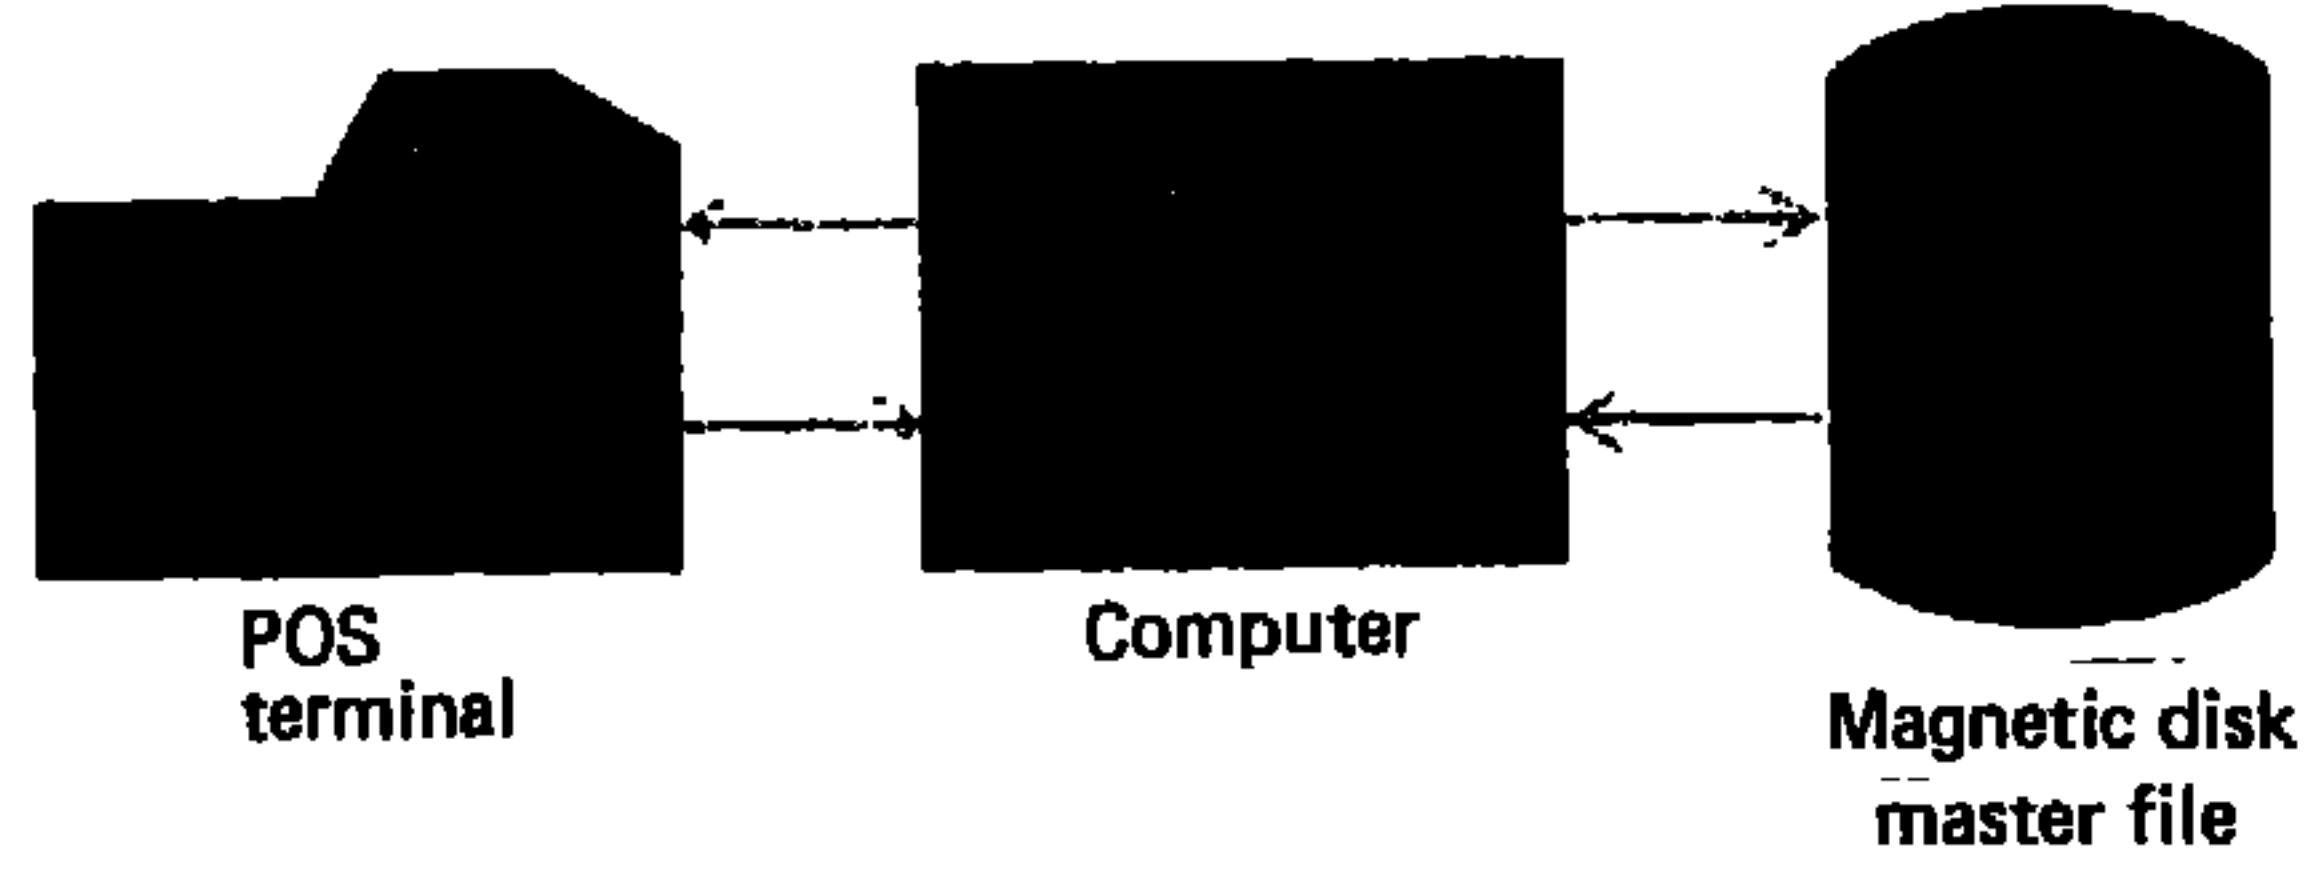 POS
terminal
Computer
Magnetic disk
master file